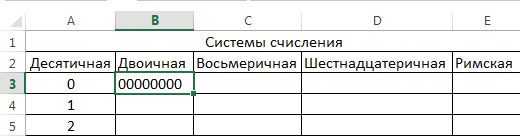 A B C D E
1 Системы счисления
2 Десятичная Двоичная Восьмеричная Шестнадцатеричная Римская
3 0 00000000
4 1
5 2